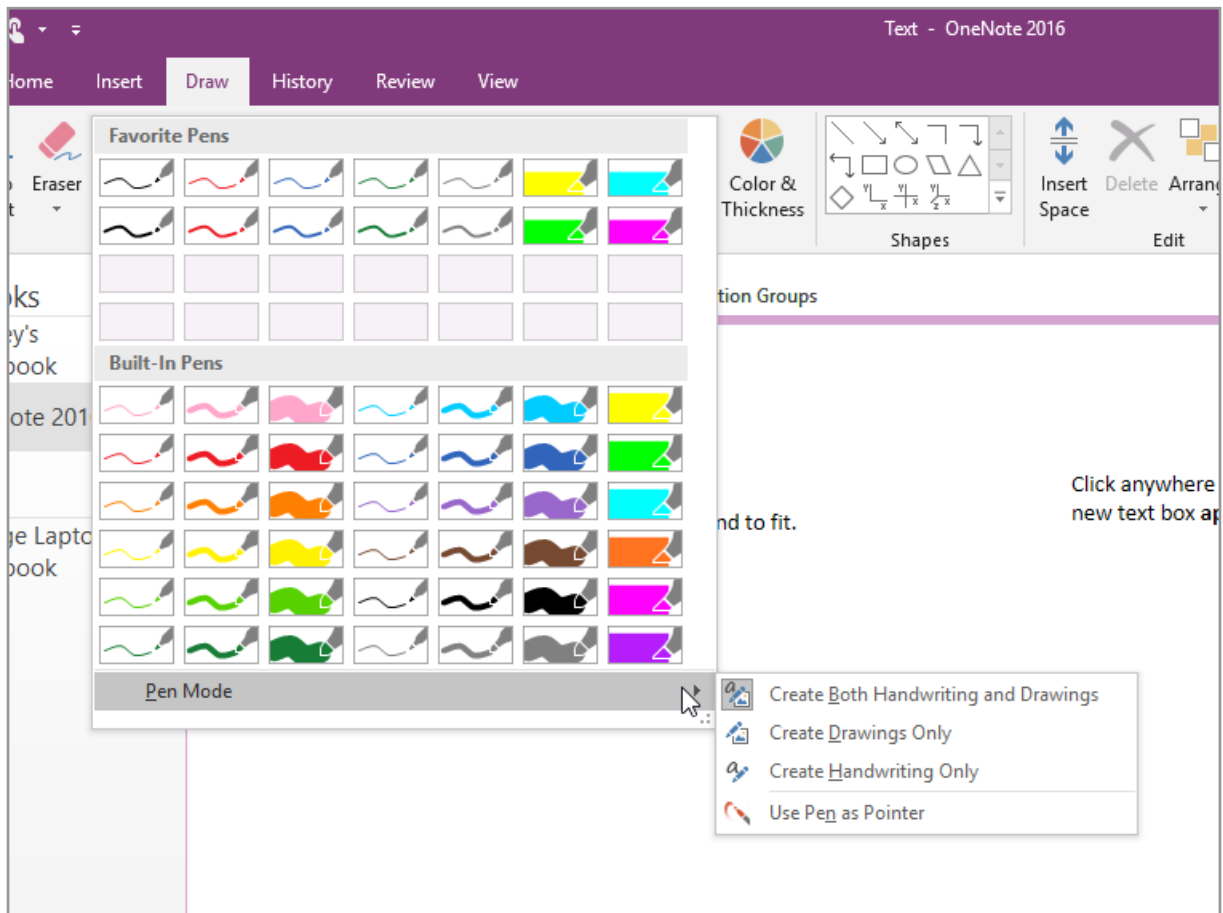 Text - OneNote 2016
Home Insert Draw History Review View
Favorite Pens
Eraser
Color &
Thickness
Shapes
Insert
Space
Delete
Arrang
Edit
oks
ey's
book
ote 201
ge Lapto
book
Built-In Pens
tion Groups
nd to fit.
Click anywhere
new text box ap
Pen Mode
Create Both Handwriting and Drawings
Create Drawings Only
Create Handwriting Only
Use Pen as Pointer